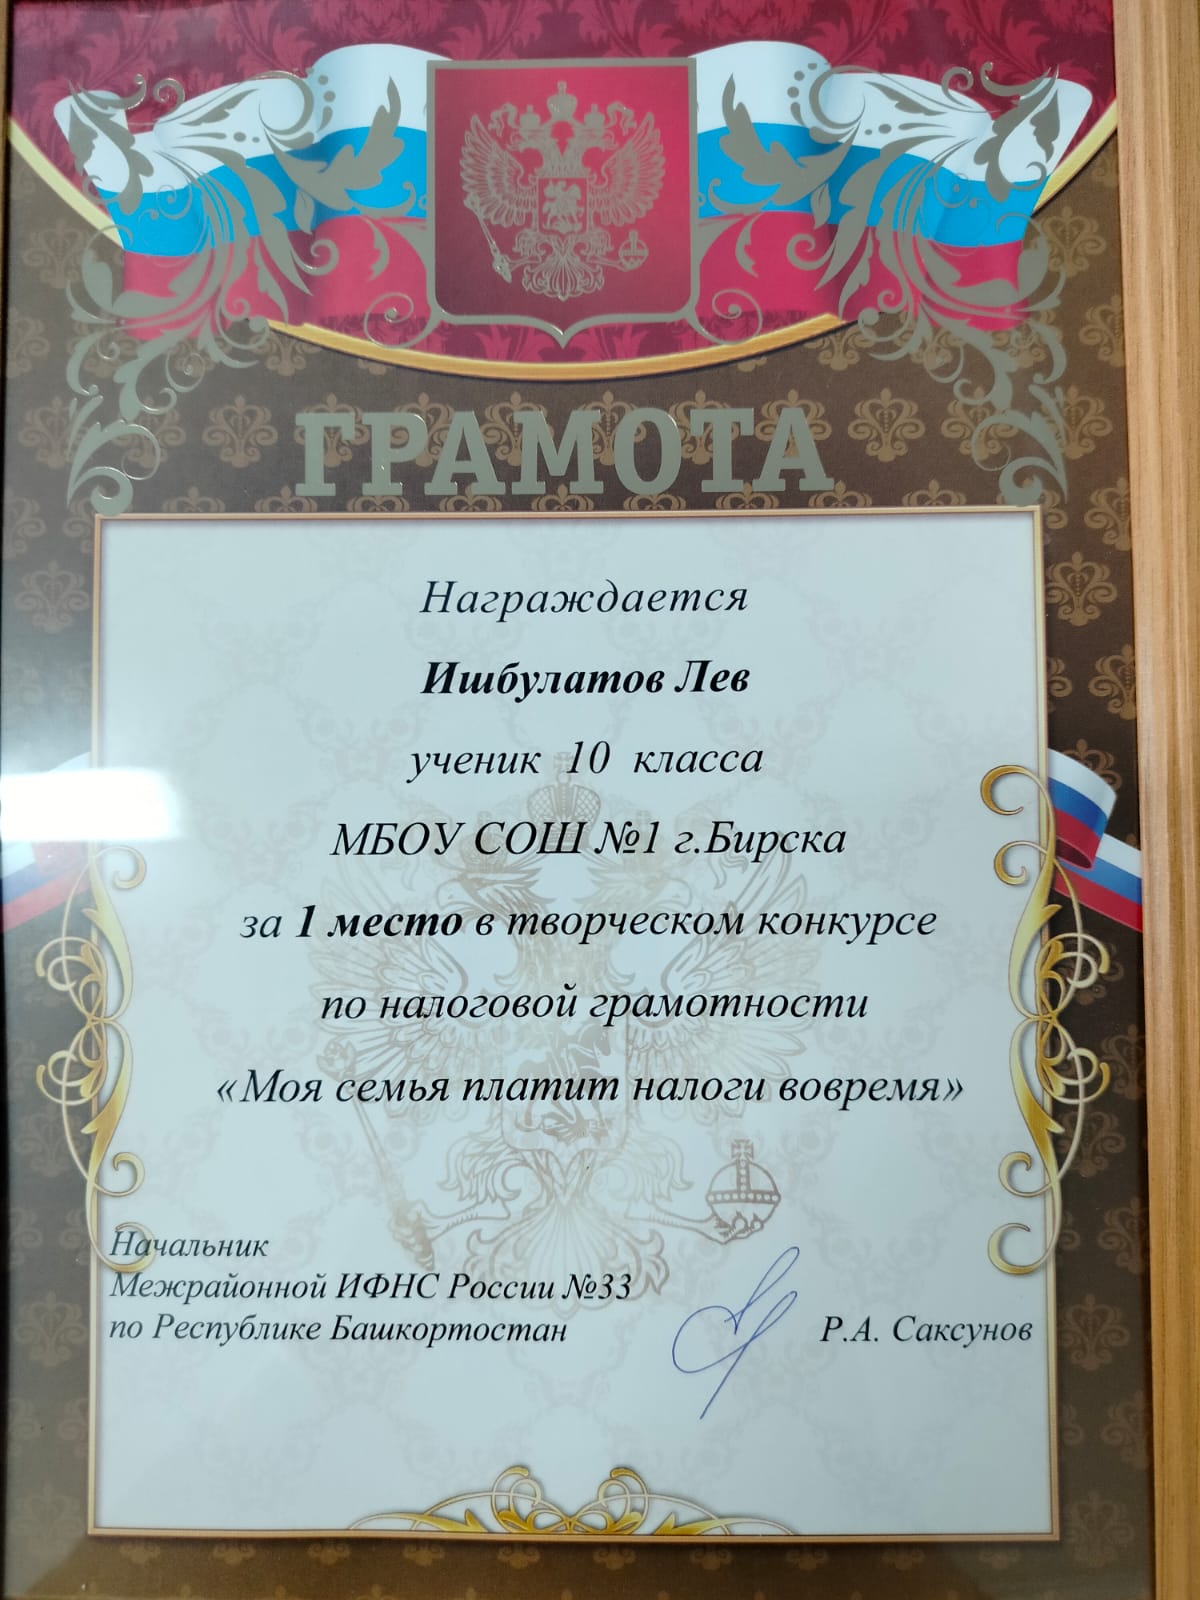 ГРАМОТА
Награждается
Ишбулатов Лев
ученик 10 класса
МБОУ СОШ №1 г.Бирска
за 1 место в творческом конкурсе
по налоговой грамотности
«Моя семья платит налоги вовремя»
Начальник
Межрайонной ИФНС России №33
по Республике Башкортостан Р.А. Саксунов